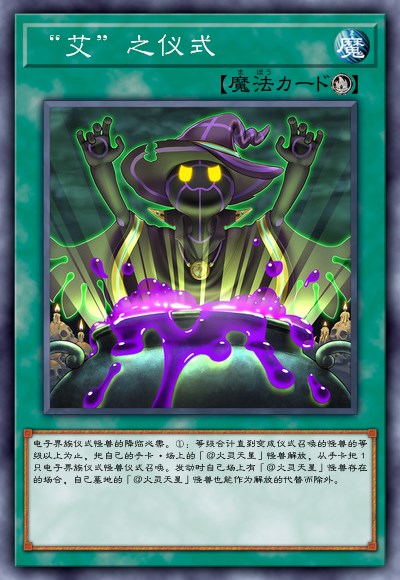 “艾”之仪式
魔
【魔法カード】
ま ほう
电子界族仪式怪兽的降临必需。①：等级合计直到变成仪式召唤的怪兽的等
级以上为止，把自己的手卡·场上的「@火灵天星」怪兽解放，从手卡把1
只电子界族仪式怪兽仪式召唤。发动时自己场上有「@火灵天星」怪兽存在
的场合，自己墓地的「@火灵天星」怪兽也能作为解放的代替而除外。